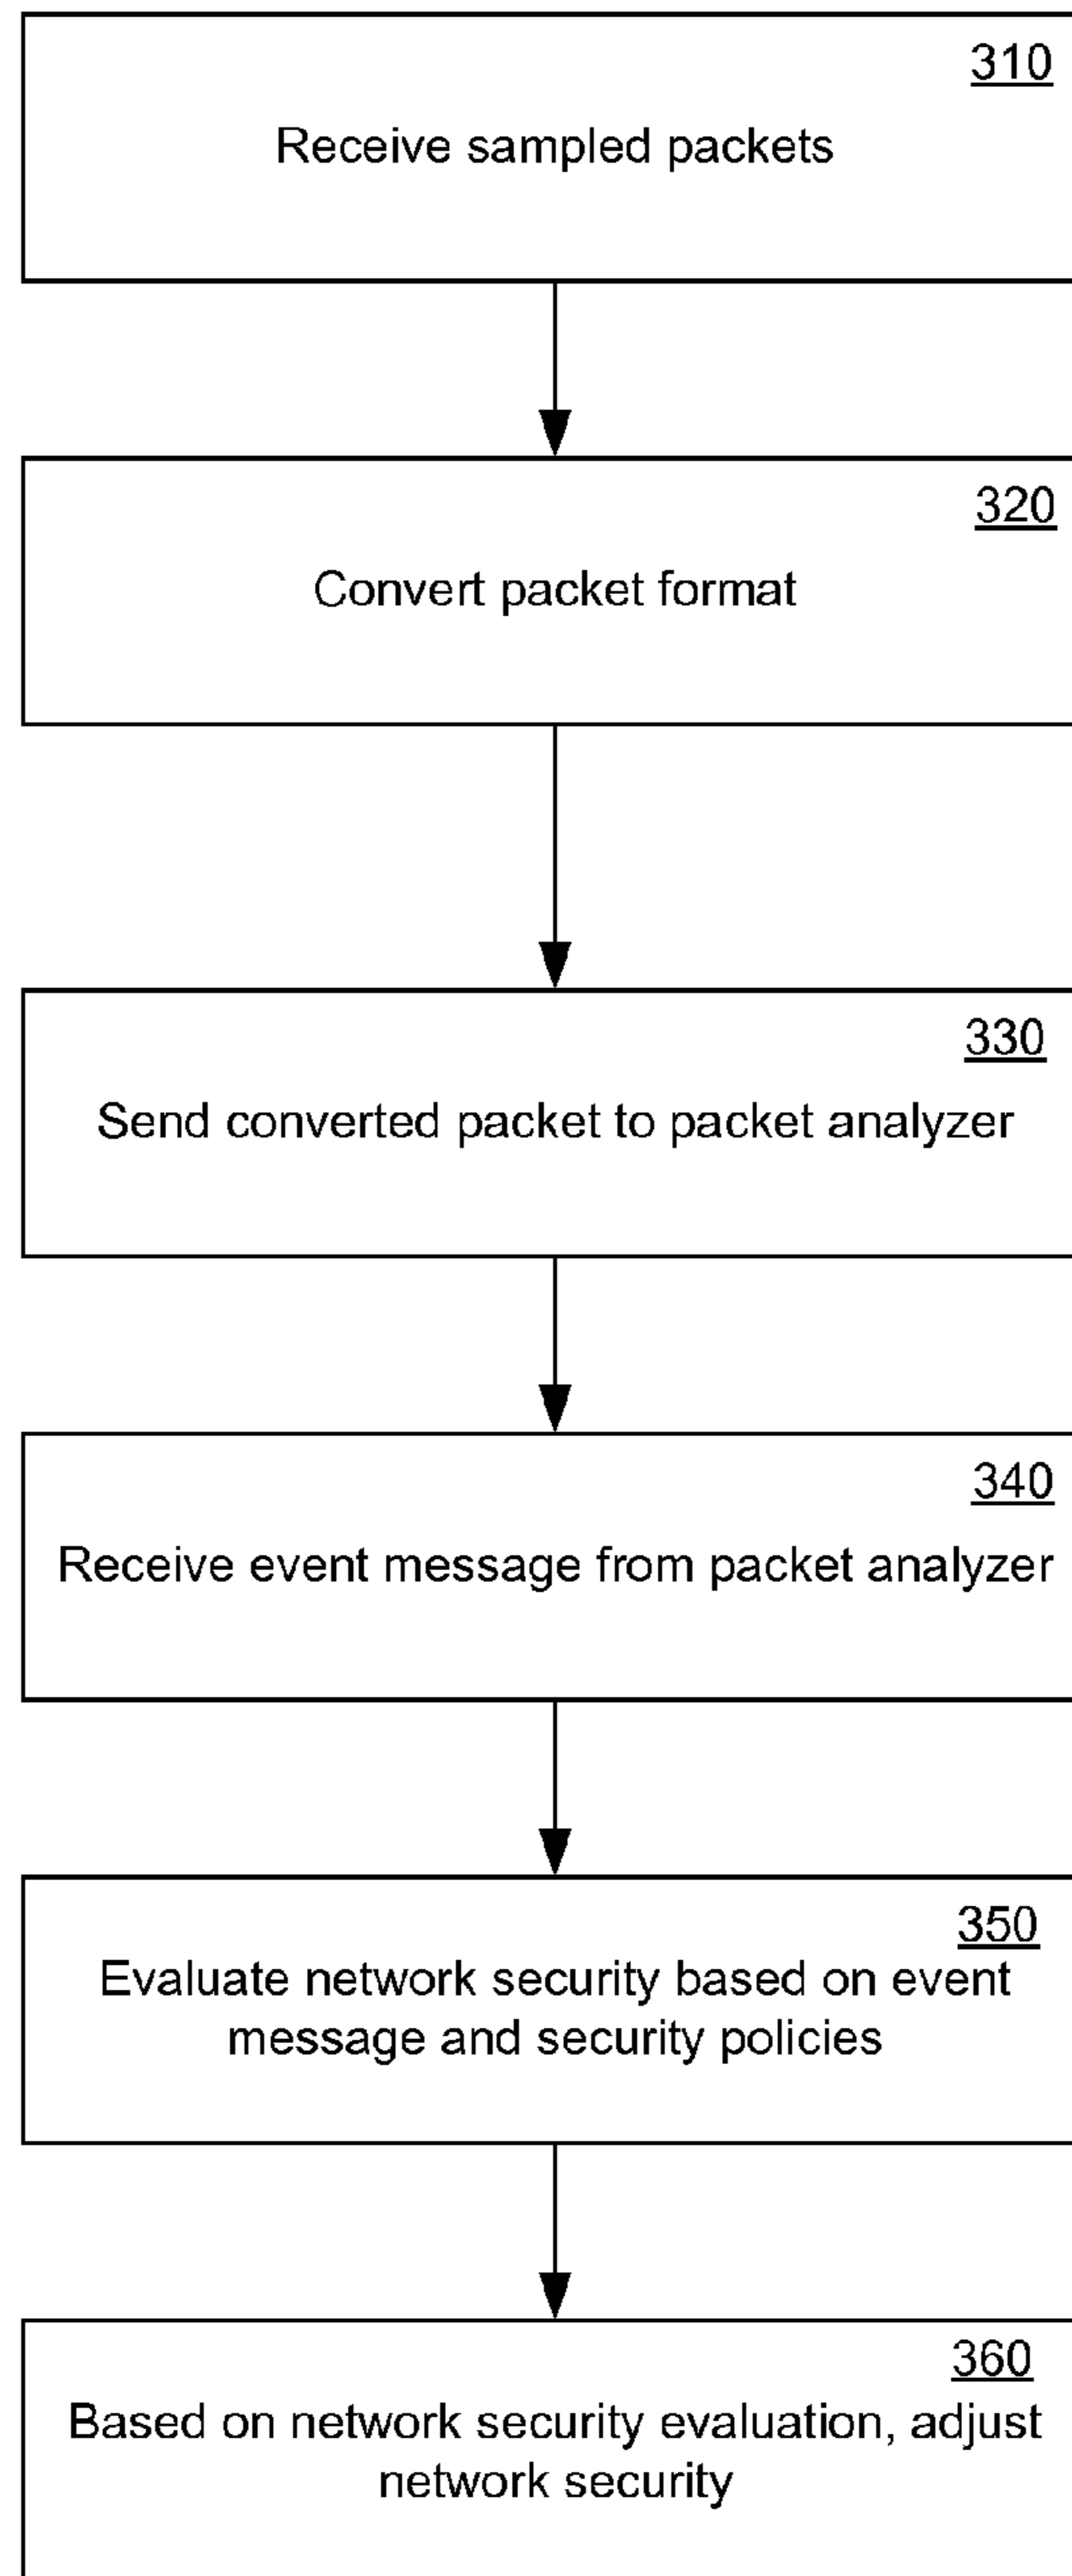 310
Receive sampled packets
320
Convert packet format
330
Send converted packet to packet analyzer
340
Receive event message from packet analyzer
350
Evaluate network security based on event
message and security policies
360
Based on network security evaluation, adjust
network security